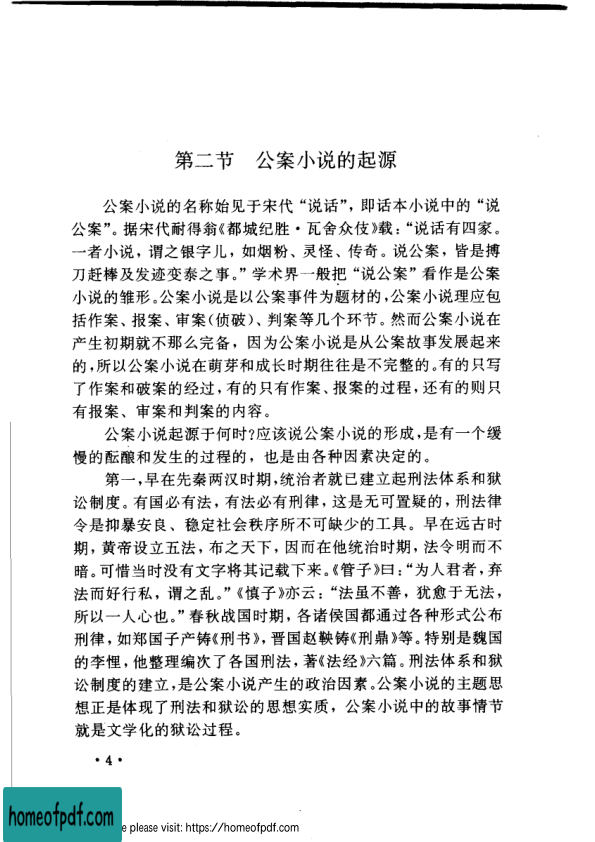 第二节　公案小说的起源
公案小说的名称始见于宋代“说话”，即话本小说中的“说
公案”。据宋代耐得翁《都城纪胜·瓦舍众伎》载：“说话有四家。
一者小说，谓之银字儿，如烟粉、灵怪、传奇。说公案，皆是搏
刀赶棒及发迹变泰之事。”学术界一般把“说公案”看作是公案
小说的雏形。公案小说是以公案事件为题材的，公案小说理应包
括作案、报案、审案（侦破）、判案等几个环节。然而公案小说在
产生初期就不那么完备，因为公案小说是从公案故事发展起来
的，所以公案小说在萌芽和成长时期往往是不完整的。有的只写
了作案和破案的经过，有的只有作案、报案的过程，还有的则只
有报案、审案和判案的内容。
公案小说起源于何时？应该说公案小说的形成，是有一个缓
慢的酝酿和发生的过程的，也是由各种因素决定的。
第一，早在先秦两汉时期，统治者就已建立起刑法体系和狱
讼制度。有国必有法，有法必有刑律，这是无可置疑的，刑法律
令是抑暴安良、稳定社会秩序所不可缺少的工具。早在远古时
期，黄帝设立五法，布之天下，因而在他统治时期，法令明而不
暗。可惜当时没有文字将其记载下来。《管子》曰：“为人君者，弃
法而好行私，谓之乱。”《慎子》亦云：“法虽不善，犹愈于无法，
所以一人心也。”春秋战国时期，各诸侯国都通过各种形式公布
刑律，如郑国子产铸《刑书》，晋国赵鞅铸《刑鼎》等。特别是魏国
的李悝，他整理编次了各国刑法，著《法经》六篇。刑法体系和狱
讼制度的建立，是公案小说产生的政治因素。公案小说的主题思
想正是体现了刑法和狱讼的思想实质，公案小说中的故事情节
就是文学化的狱讼过程。
·4·
homeofpdf.com
e please visit: https://homeofpdf.com